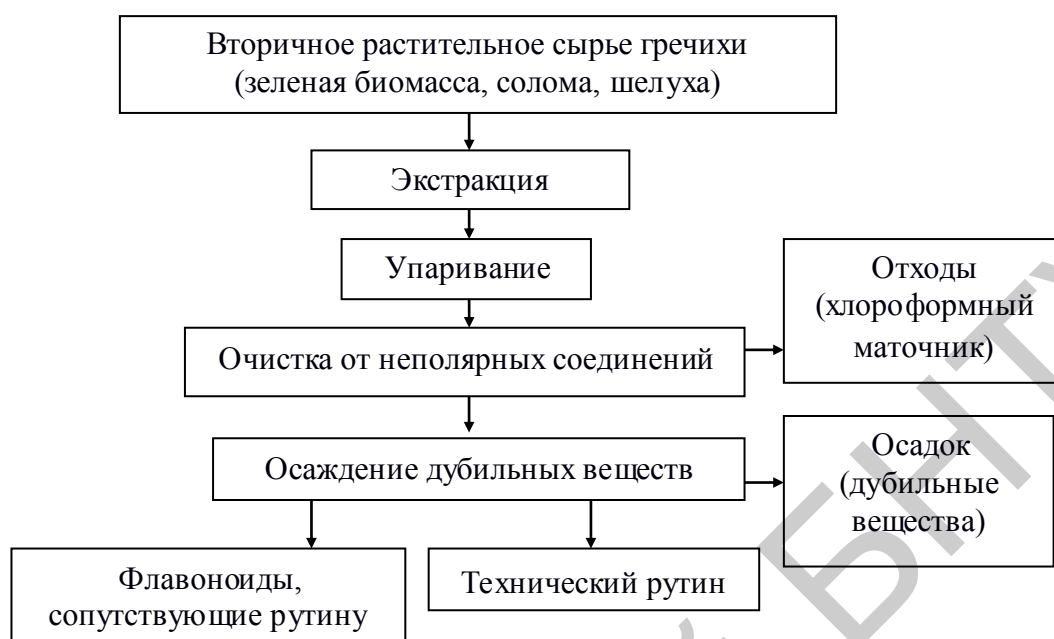 Вторичное растительное сырье гречихи
(зеленая биомасса, солома, шелуха)
Экстракция
Упаривание
Отходы
(хлороформный
маточник)
Очистка от неполярных соединений
Осаждение дубильных веществ
Осадок
(дубильные
вещества)
Флавоноиды,
сопутствующие рутину
Технический рутин
БНТУ